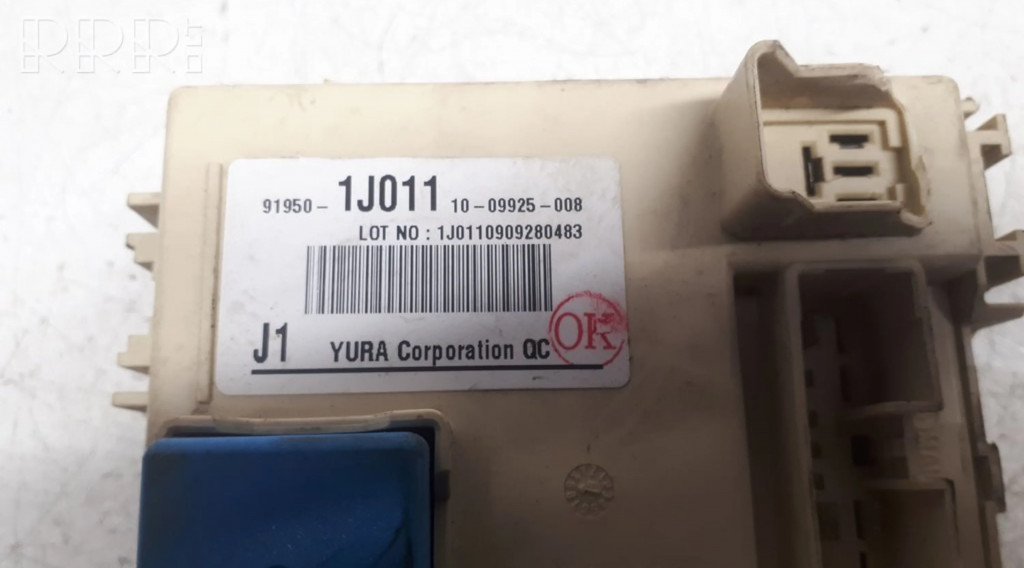 RRR
91950- 1J011 10-09925-008
LOT NO : 1J0110909280483
J1 YURA Corporation QC
OK